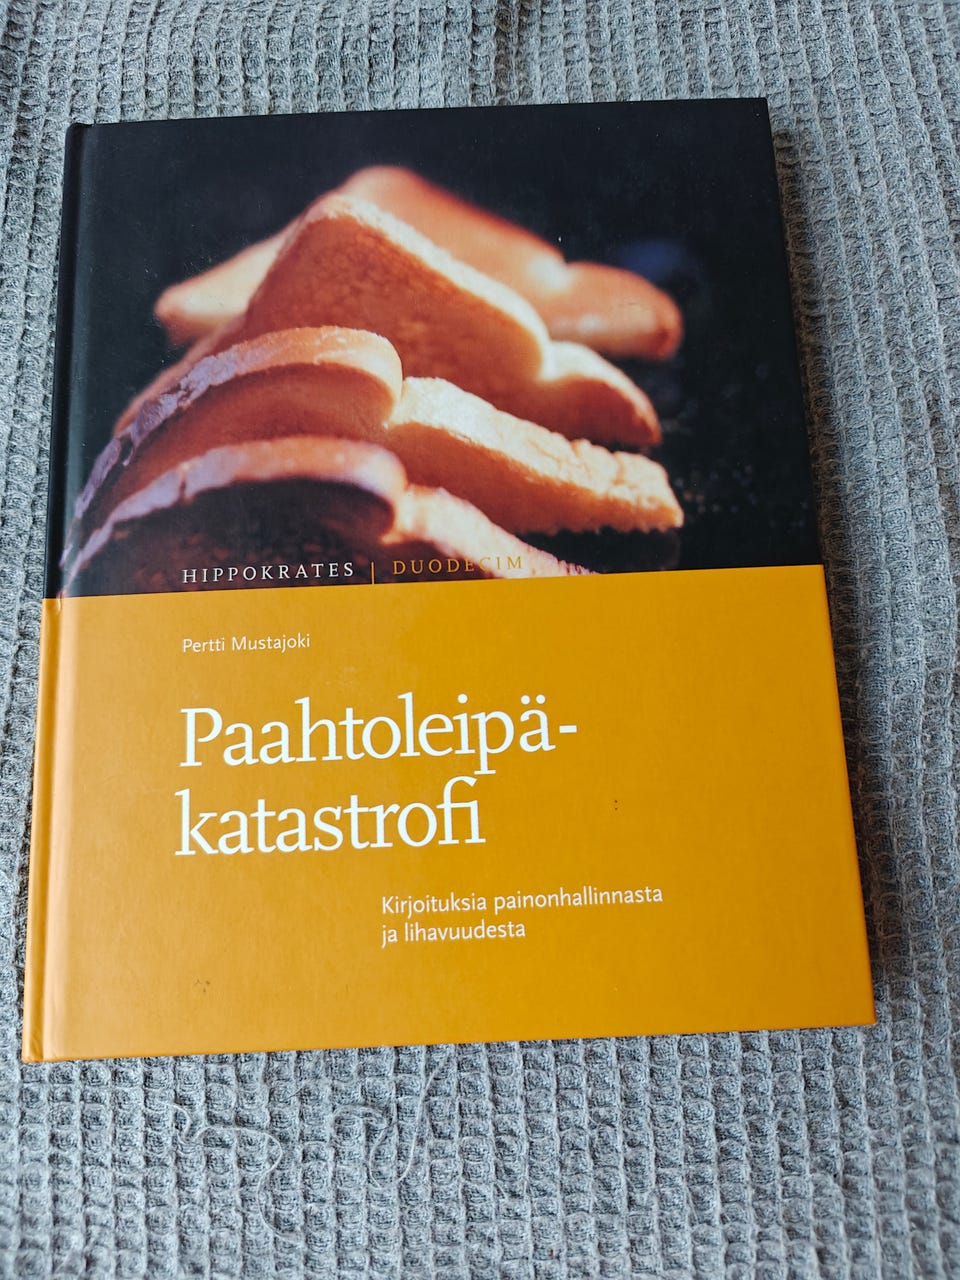 HIPPOKRATES | DUODECIM
Pertti Mustajoki
Paahtoleipä-
katastrofi
Kirjoituksia painonhallinnasta
ja lihavuudesta